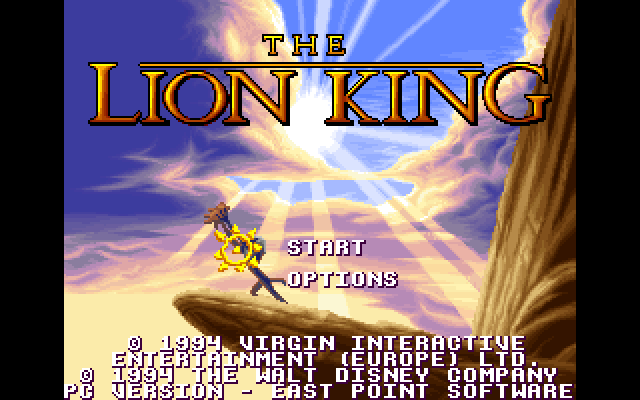 THE
LION KING
START
OPTIONS
© 1994 VIRGIN INTERACTIVE
ENTERTAINMENT (EUROPE) LTD.
© 1994 THE WALT DISNEY COMPANY
PC VERSION - EAST POINT SOFTWARE